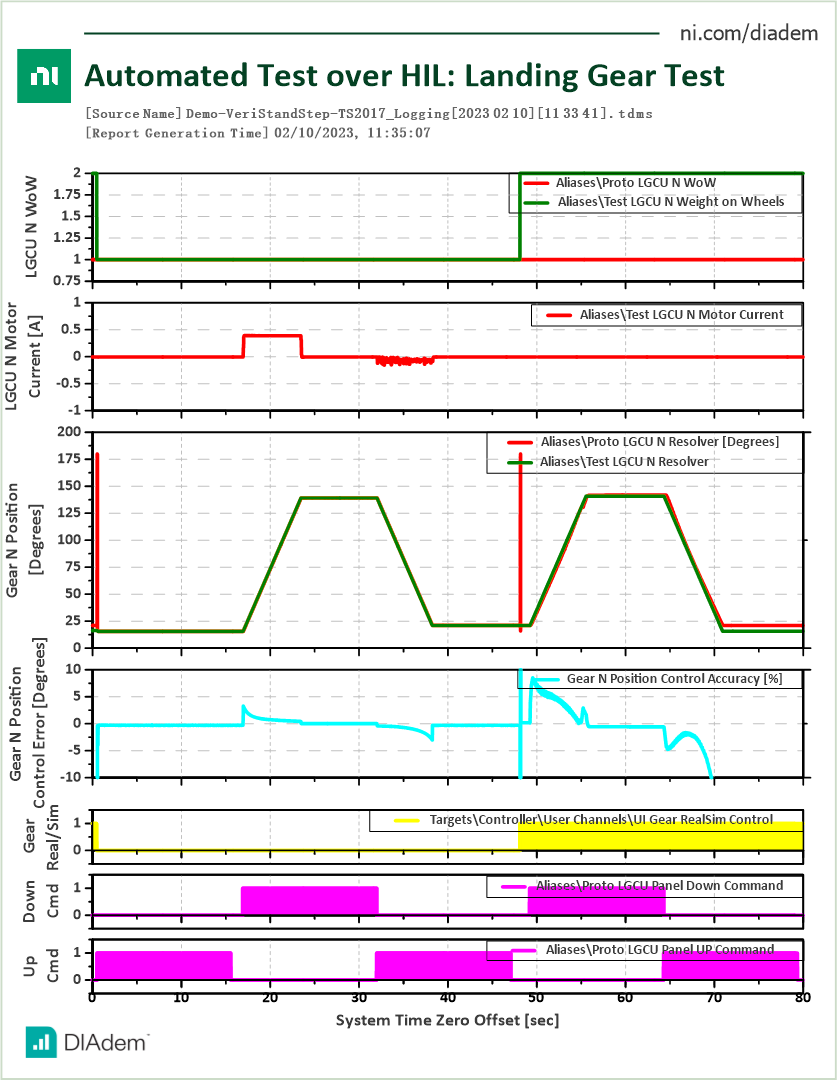 ni.com/diadem
ni
Automated Test over HIL: Landing Gear Test
[Source Name] Demo-VeriStandStep-TS2017_Logging[2023 02 10][11 33 41]. tdms
[Report Generation Time] 02/10/2023, 11:35:07
LGCU N WoW
2
1.75
1.5
1.25
1
0.75
Aliases\Proto LGCU N WoW
Aliases\Test LGCU N Weight on Wheels
LGCU N Motor
Current [A]
1
0.5
0
-0.5
-1
Aliases\Test LGCU N Motor Current
Gear N Position
[Degrees]
200
175
150
125
100
75
50
25
0
Aliases\Proto LGCU N Resolver [Degrees]
Aliases\Test LGCU N Resolver
Gear N Position
Control Error [Degrees]
10
5
0
-5
-10
Gear N Position Control Accuracy [%]
Gear
Real/Sim
1
0
Targets\Controller\User Channels\UI Gear RealSim Control
Down
Cmd
1
0
Aliases\Proto LGCU Panel Down Command
Up
Cmd
1
0
Aliases\Proto LGCU Panel UP Command
0 10 20 30 40 50 60 70 80
System Time Zero Offset [sec]
DIAdem™